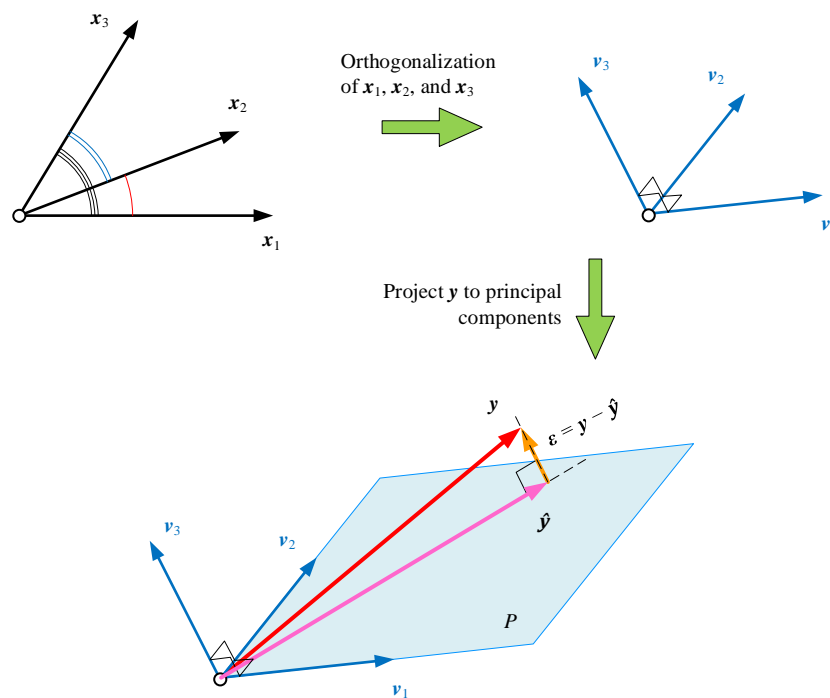 x₃
Orthogonalization
of x₁, x₂, and x₃
x₂
x₁
v₃
v₂
v
Project y to principal
components
y
ε = y − ŷ
ŷ
v₃
v₂
P
v₁